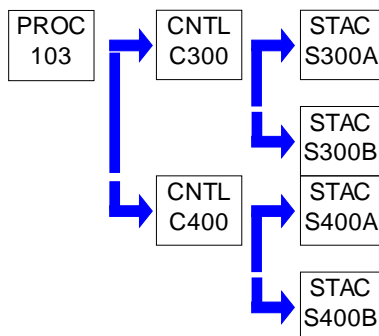 PROC
103
CNTL
C300
STAC
S300A
STAC
S300B
CNTL
C400
STAC
S400A
STAC
S400B